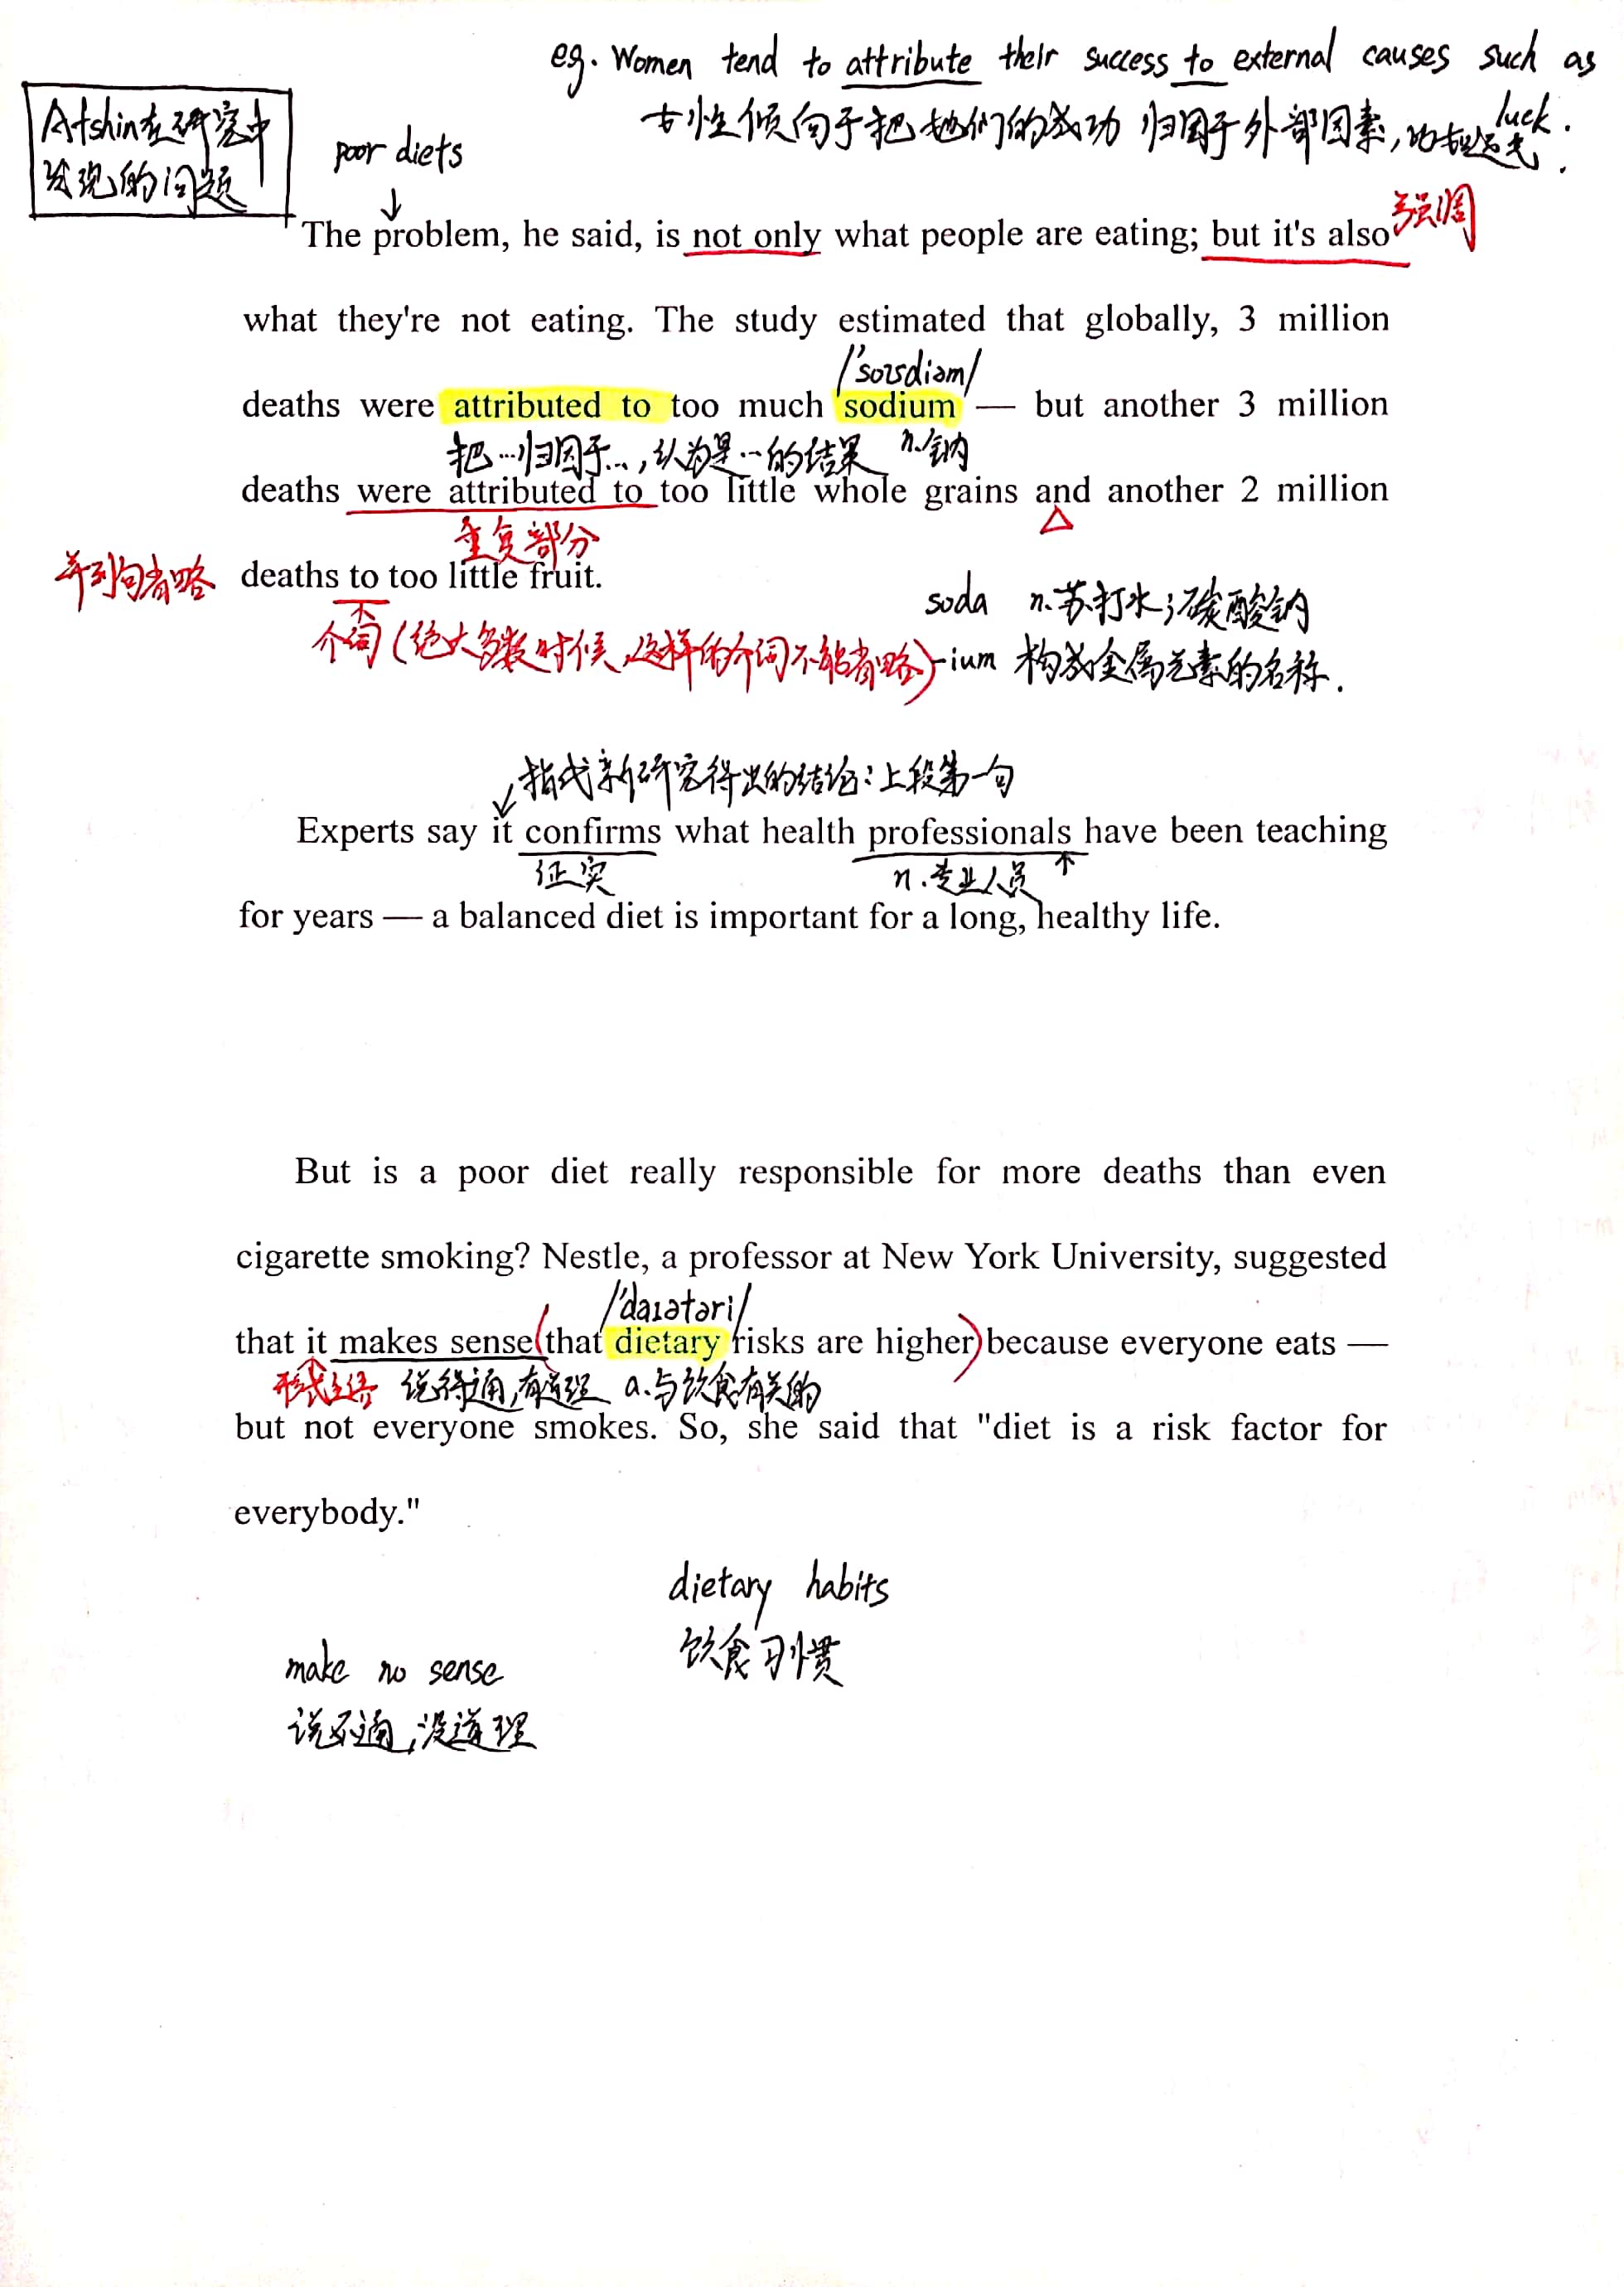 eg. Women tend to attribute their success to external causes such as
luck.
女性倾向于把她们的成功归因于外部因素,比如运气.
Afshin在研究中
发现的问题
poor diets
The problem, he said, is not only what people are eating; but it's also
强调
what they're not eating. The study estimated that globally, 3 million
/'soʊdiəm/
deaths were attributed to too much sodium — but another 3 million
把…归因于…,认为是…的结果 n.钠
deaths were attributed to too little whole grains and another 2 million
重复部分
并列句省略
deaths to too little fruit.
soda n.苏打水;碳酸钠
介词(绝大多数时候,这样的介词不能省略)
-ium 构成金属元素的名称.
指代新研究得出的结论:上段第一句
Experts say it confirms what health professionals have been teaching
证实 n.专业人员
for years — a balanced diet is important for a long, healthy life.
But is a poor diet really responsible for more deaths than even
cigarette smoking? Nestle, a professor at New York University, suggested
/'daɪətəri/
that it makes sense (that dietary risks are higher) because everyone eats —
形式主语 说得通,有道理 a.与饮食有关的
but not everyone smokes. So, she said that "diet is a risk factor for
everybody."
dietary habits
饮食习惯
make no sense
说不通,没道理